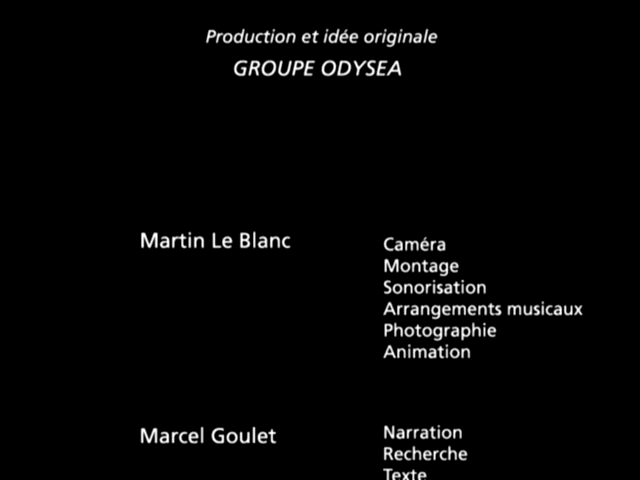 Production et idée originale
GROUPE ODYSEA
Martin Le Blanc
Caméra
Montage
Sonorisation
Arrangements musicaux
Photographie
Animation
Marcel Goulet
Narration
Recherche
Texte